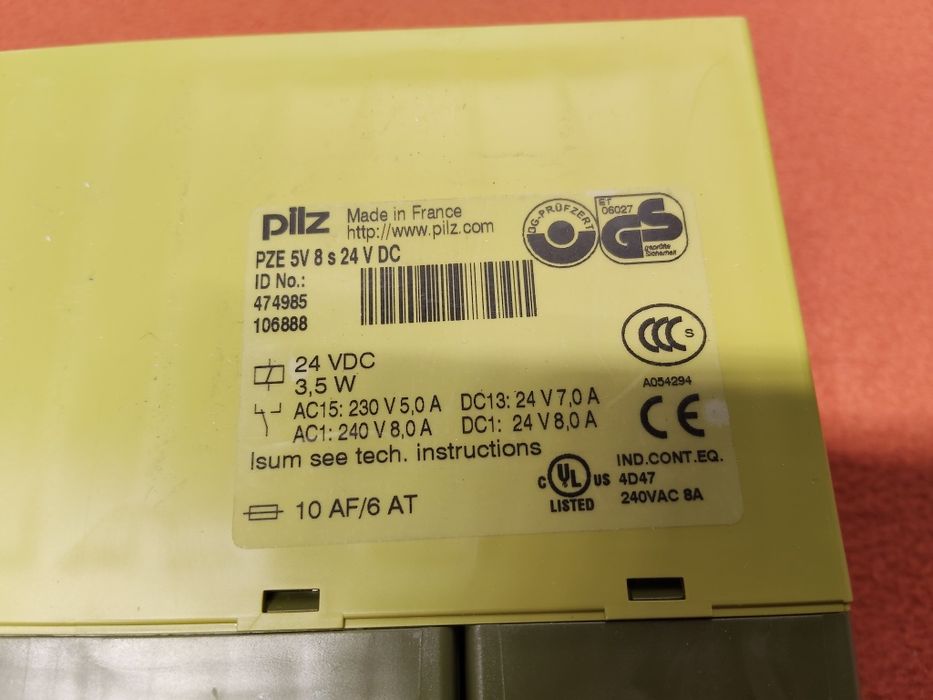 pilz
Made in France
http://www.pilz.com
BG-PRÜFZERT
ET
06027
GS
geprüfte
Sicherheit
PZE 5V 8 s 24 V DC
ID No.:
474985
106888
CCC S
A054294
24 VDC
3,5 W
AC15: 230 V 5,0 A DC13: 24 V 7,0 A
AC1: 240 V 8,0 A DC1: 24 V 8,0 A
CE
Isum see tech. instructions
10 AF/6 AT
C UL US
LISTED
IND.CONT.EQ.
4D47
240VAC 8A